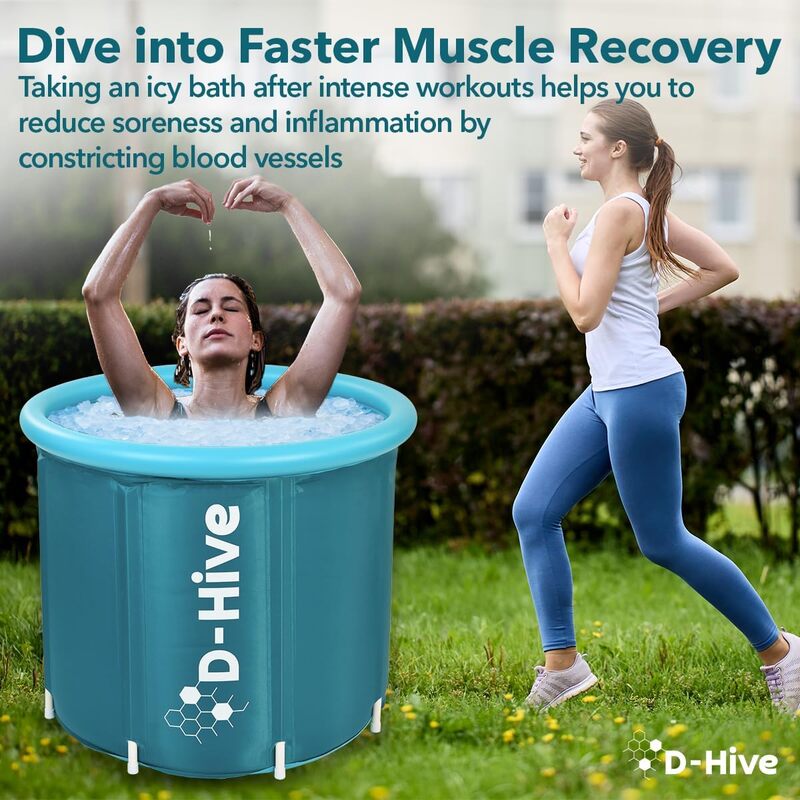 Dive into Faster Muscle Recovery
Taking an icy bath after intense workouts helps you to
reduce soreness and inflammation by
constricting blood vessels
D-Hive
D-Hive